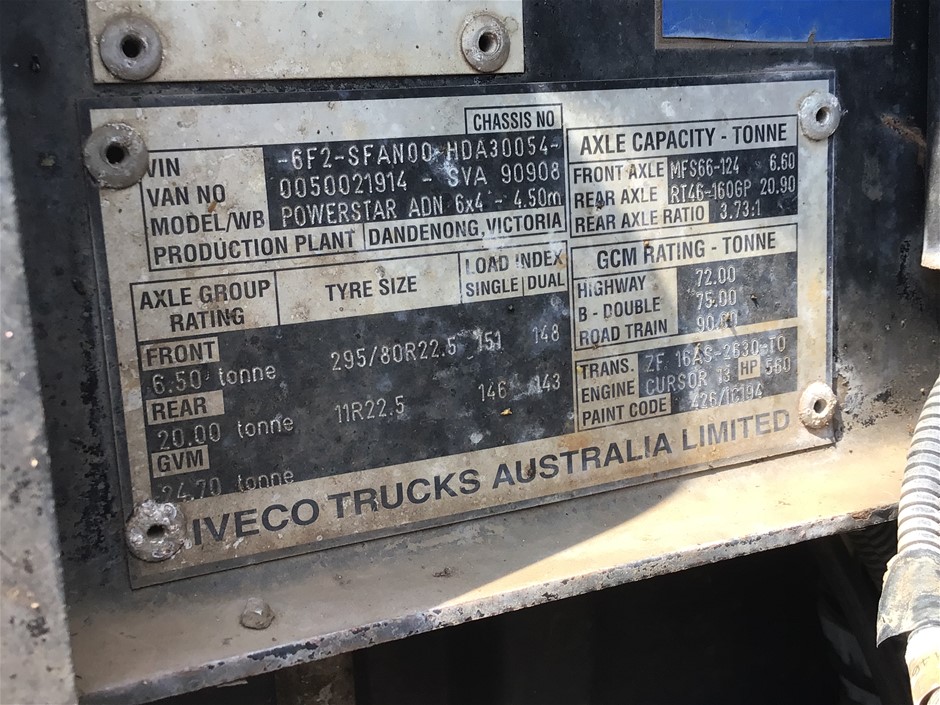 CHASSIS NO
VIN -6F2-SFAN00 HDA30054-
VAN NO 0050021914 - SVA 90908
MODEL/WB POWERSTAR ADN 6x4 - 4.50m
PRODUCTION PLANT DANDENONG, VICTORIA
AXLE CAPACITY - TONNE
FRONT AXLE MFS66-124 6.60
REAR AXLE RT46-160GP 20.90
REAR AXLE RATIO 3.73:1
AXLE GROUP RATING TYRE SIZE LOAD INDEX
SINGLE DUAL
FRONT
6.50 tonne 295/80R22.5 151 148
REAR
20.00 tonne 11R22.5 146 143
GVM
24.70 tonne
GCM RATING - TONNE
HIGHWAY 72.00
B - DOUBLE 75.00
ROAD TRAIN 90.00
TRANS. ZF 16AS-2630-TO
ENGINE CURSOR 13 HP 560
PAINT CODE 426/IC194
IVECO TRUCKS AUSTRALIA LIMITED